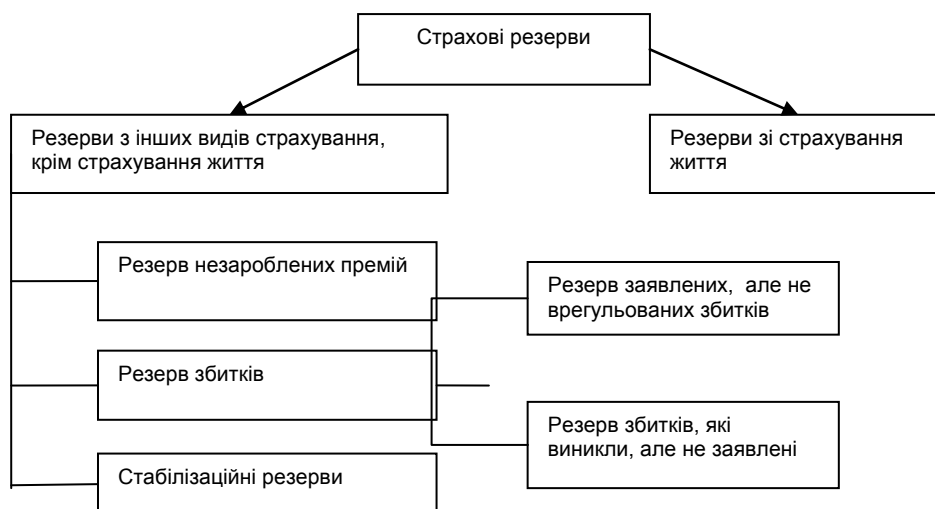 Страхові резерви
Резерви з інших видів страхування,
крім страхування життя
Резерви зі страхування
життя
Резерв незароблених премій
Резерв заявлених, але не
врегульованих збитків
Резерв збитків
Резерв збитків, які
виникли, але не заявлені
Стабілізаційні резерви